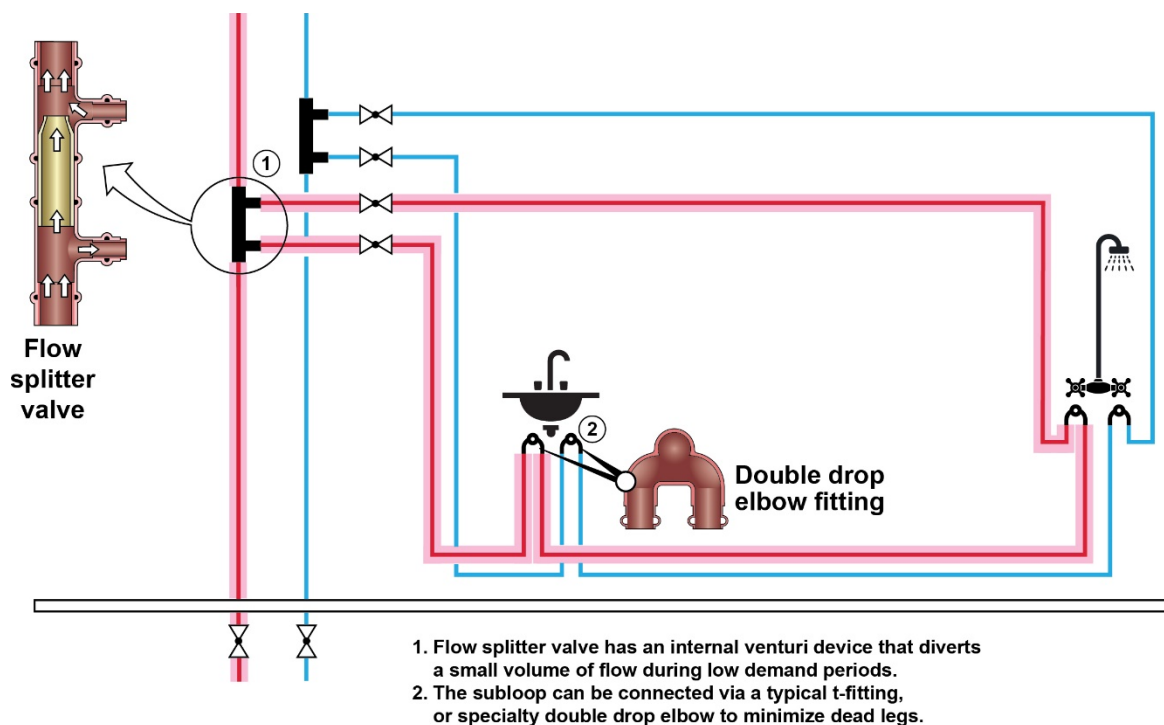 1
Flow
splitter
valve
2
Double drop
elbow fitting
1. Flow splitter valve has an internal venturi device that diverts
a small volume of flow during low demand periods.
2. The subloop can be connected via a typical t-fitting,
or specialty double drop elbow to minimize dead legs.